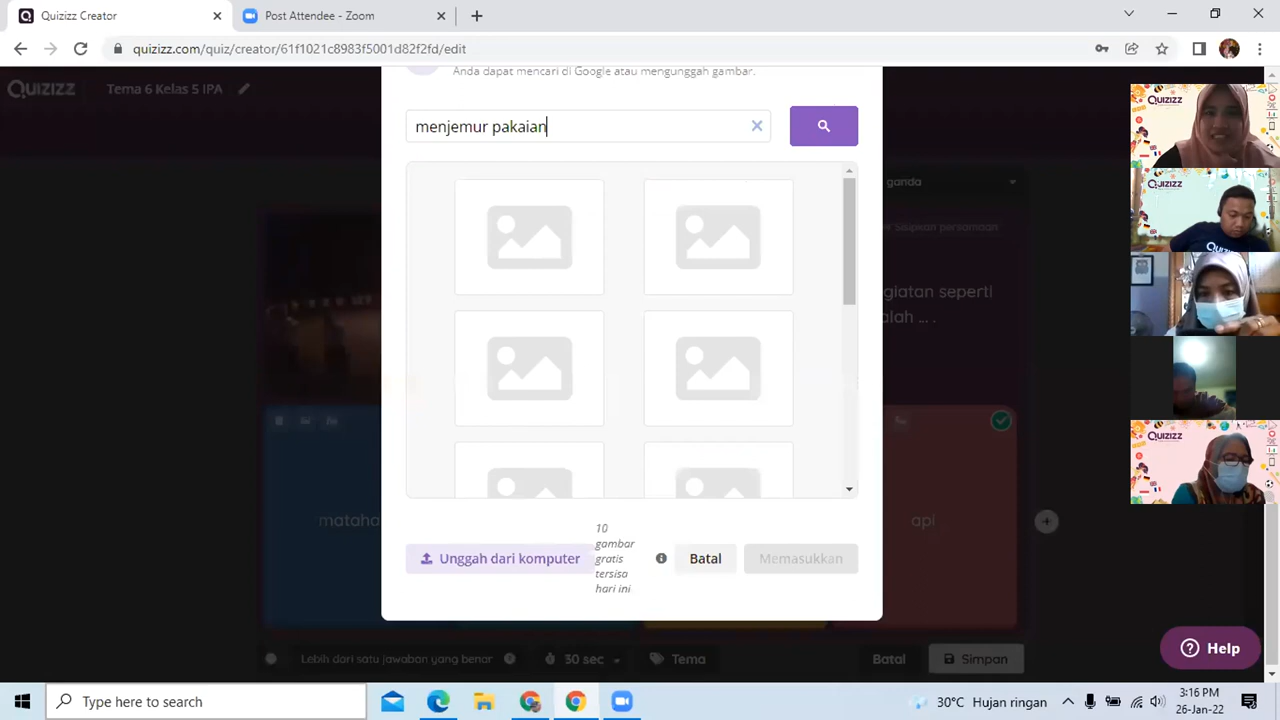 Quizizz Creator
Post Attendee - Zoom
quizizz.com/quiz/creator/61f1021c8983f5001d82f2fd/edit
Anda dapat mencari di Google atau mengunggah gambar.
QUIZIZZ
Tema 6 Kelas 5 IPA
menjemur pakaian
ganda
Sisipkan persamaan
giatan seperti
alah ... .
mataha
api
10
gambar
gratis
tersisa
hari ini
Unggah dari komputer
Batal
Memasukkan
Lebih dari satu jawaban yang benar
30 sec
Tema
Batal
Simpan
Help
QUIZIZZ
QUIZIZZ
QUIZIZZ
Type here to search
30°C Hujan ringan
3:16 PM
26-Jan-22